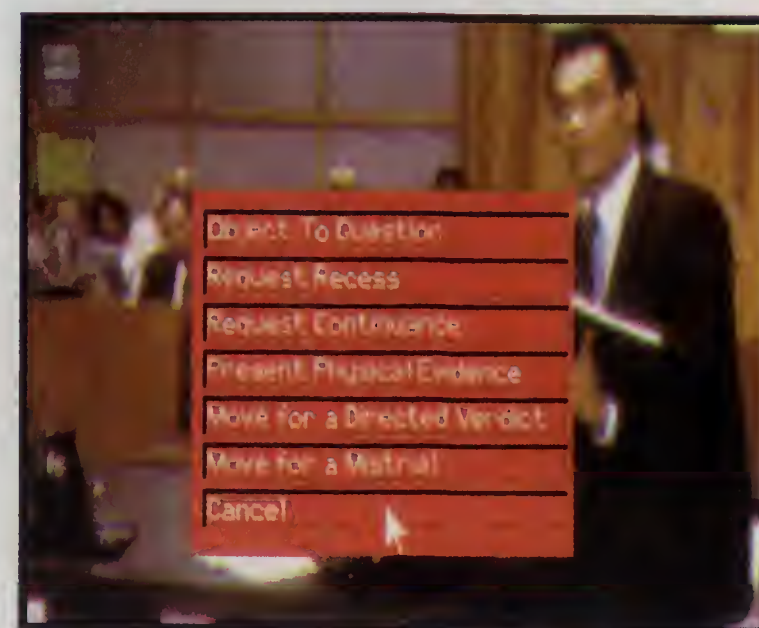 Object To Question
Request Recess
Request Continuance
Present Physical Evidence
Move for a Directed Verdict
Move for a Mistrial
Cancel